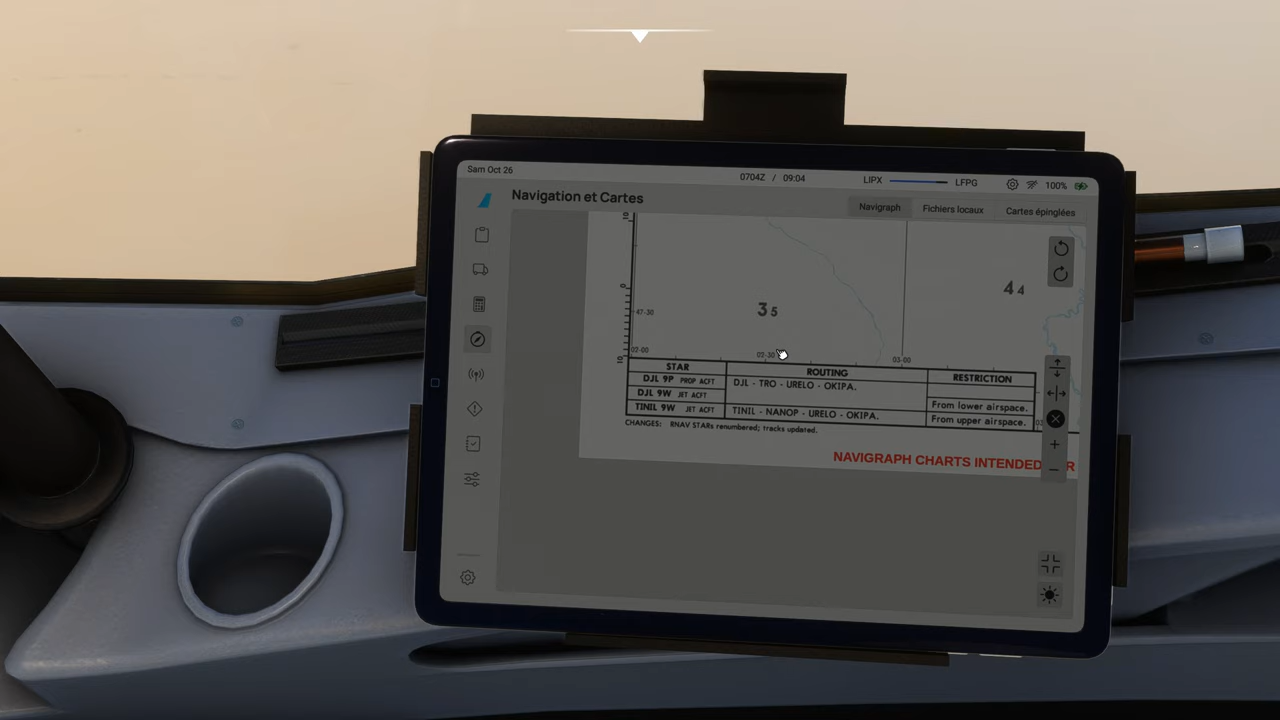 Sam Oct 26
0704Z / 09:04
LIPX LFPG
100%
Navigation et Cartes
Navigraph
Fichiers locaux
Cartes épinglées
10
0
10
3 5
4 4
47-30
02-00
02-30
03-00
STAR ROUTING RESTRICTION
DJL 9P PROP ACFT DJL - TRO - URELO - OKIPA.
DJL 9W JET ACFT From lower airspace.
TINIL 9W JET ACFT TINIL - NANOP - URELO - OKIPA. From upper airspace.
CHANGES: RNAV STARs renumbered; tracks updated.
NAVIGRAPH CHARTS INTENDED